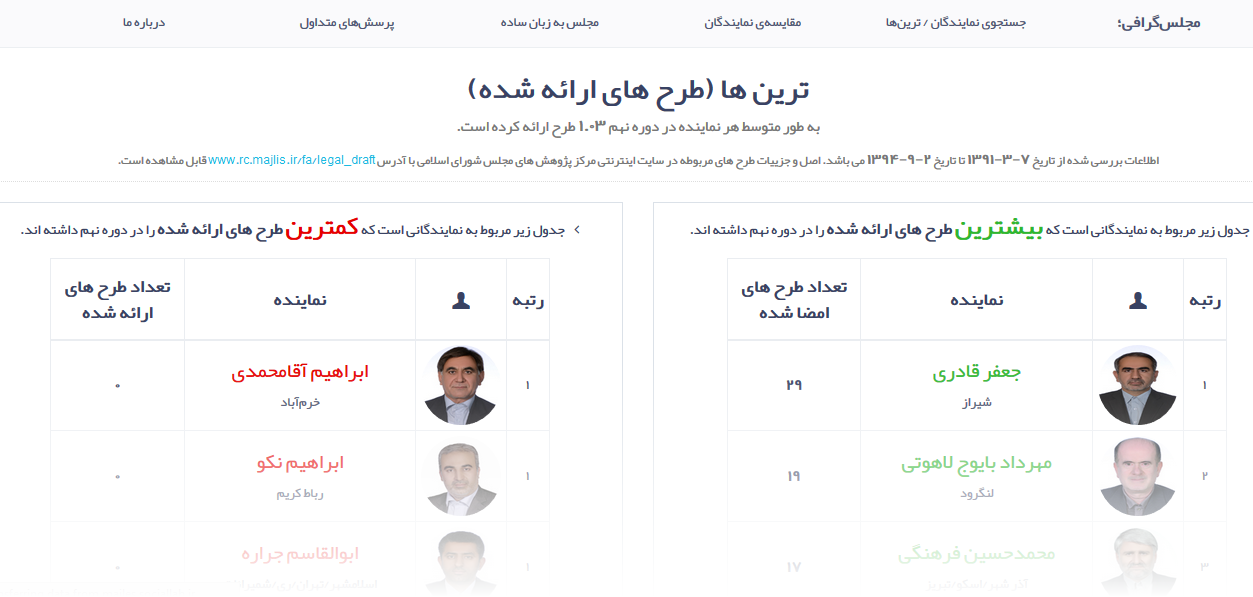 مجلس‌گرافی؛
جستجوی نمایندگان / ترین‌ها
مقایسه‌ی نمایندگان
مجلس به زبان ساده
پرسش‌های متداول
درباره ما
ترین ها (طرح های ارائه شده)
به طور متوسط هر نماینده در دوره نهم ۱.۰۳ طرح ارائه کرده است.
اطلاعات بررسی شده از تاریخ ۷-۳-۱۳۹۱ تا تاریخ ۲-۹-۱۳۹۴ می باشد. اصل و جزییات طرح های مربوطه در سایت اینترنتی مرکز پژوهش های مجلس شورای اسلامی با آدرس www.rc.majlis.ir/fa/legal_draft قابل مشاهده است.
جدول زیر مربوط به نمایندگانی است که بیشترین طرح های ارائه شده را در دوره نهم داشته اند.
رتبه
نماینده
تعداد طرح های
امضا شده
۱
جعفر قادری
شیراز
۲۹
۲
مهرداد بایوج لاهوتی
لنگرود
۱۹
۳
محمدحسین فرهنگی
آذر شهر/اسکو/تبریز
۱۷
جدول زیر مربوط به نمایندگانی است که کمترین طرح های ارائه شده را در دوره نهم داشته اند.
رتبه
نماینده
تعداد طرح های
ارائه شده
۱
ابراهیم آقامحمدی
خرم‌آباد
۰
۱
ابراهیم نکو
رباط کریم
۰
۱
ابوالقاسم جراره
۰